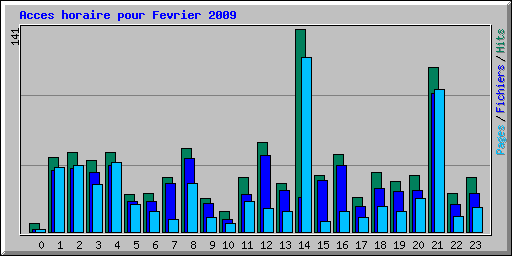 Acces horaire pour Fevrier 2009
141
Pages / Fichiers / Hits
0 1 2 3 4 5 6 7 8 9 10 11 12 13 14 15 16 17 18 19 20 21 22 23